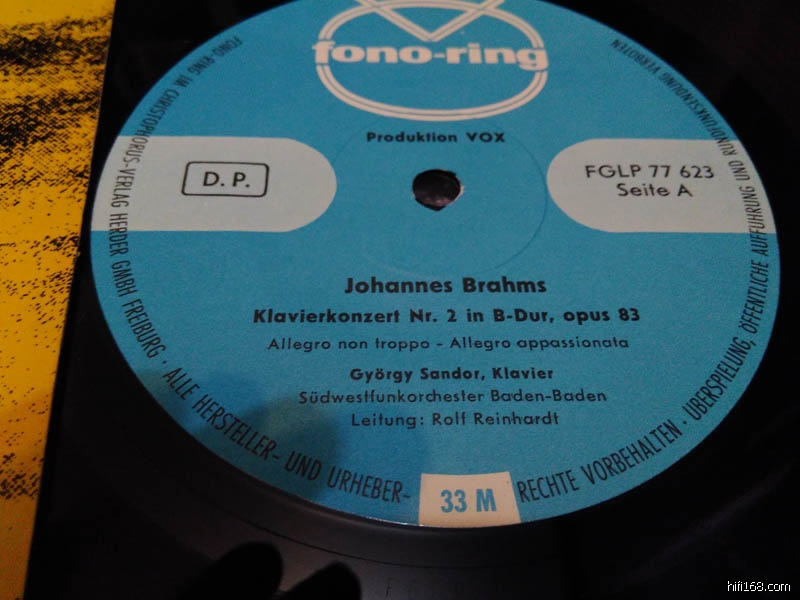 fono-ring
Produktion VOX
D. P.
FGLP 77 623
Seite A
Johannes Brahms
Klavierkonzert Nr. 2 in B-Dur, opus 83
Allegro non troppo - Allegro appassionata
György Sandor, Klavier
Südwestfunkorchester Baden-Baden
Leitung: Rolf Reinhardt
33 M
FONO-RING IM CHRISTOPHORUS-VERLAG HERDER GMBH FREIBURG · ALLE HERSTELLER- UND URHEBER- RECHTE VORBEHALTEN · ÜBERSPIELUNG, ÖFFENTLICHE AUFFÜHRUNG UND RUNDFUNKSENDUNG VERBOTEN
hifi168.com